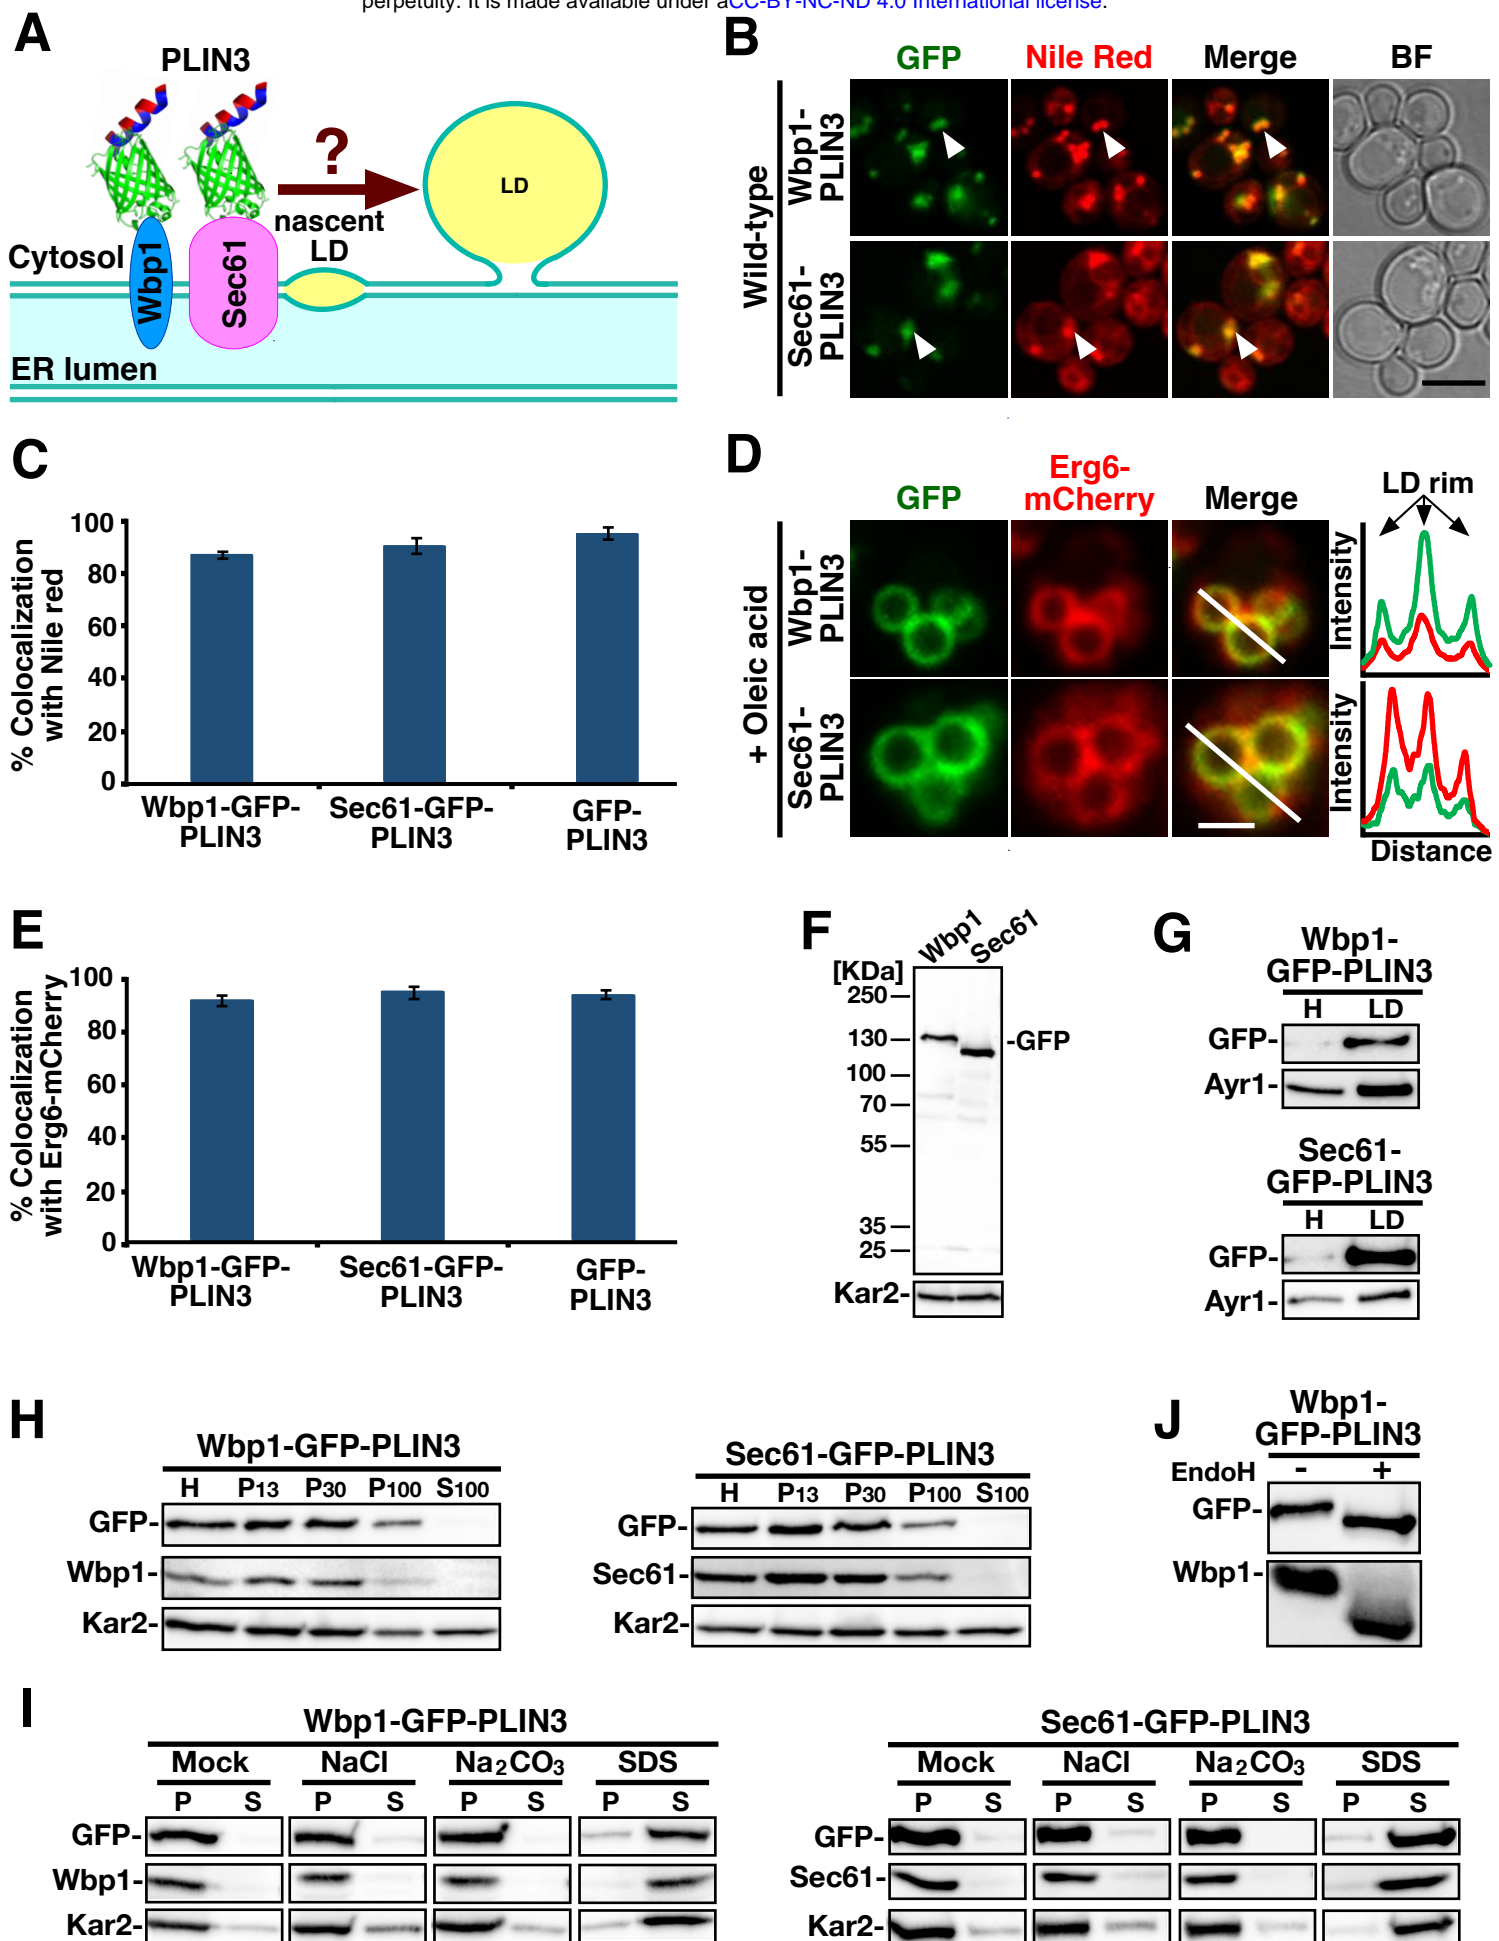 perpetuity. It is made available under aCC-BY-NC-ND 4.0 International license.
A
PLIN3
?
LD
nascent
LD
Cytosol
Wbp1
Sec61
ER lumen
B
GFP
Nile Red
Merge
BF
Wild-type
Wbp1-
PLIN3
Sec61-
PLIN3
C
% Colocalization
with Nile red
100
80
60
40
20
0
Wbp1-GFP-
PLIN3
Sec61-GFP-
PLIN3
GFP-
PLIN3
D
GFP
Erg6-
mCherry
Merge
LD rim
+ Oleic acid
Wbp1-
PLIN3
Sec61-
PLIN3
Intensity
Intensity
Distance
E
% Colocalization
with Erg6-mCherry
100
80
60
40
20
0
Wbp1-GFP-
PLIN3
Sec61-GFP-
PLIN3
GFP-
PLIN3
F
Wbp1
Sec61
[KDa]
250
130
100
70
55
35
25
-GFP
Kar2-
G
Wbp1-
GFP-PLIN3
H LD
GFP-
Ayr1-
Sec61-
GFP-PLIN3
H LD
GFP-
Ayr1-
H
Wbp1-GFP-PLIN3
H P13 P30 P100 S100
GFP-
Wbp1-
Kar2-
Sec61-GFP-PLIN3
H P13 P30 P100 S100
GFP-
Sec61-
Kar2-
J
Wbp1-
GFP-PLIN3
EndoH - +
GFP-
Wbp1-
I
Wbp1-GFP-PLIN3
Mock NaCl Na2CO3 SDS
P S P S P S P S
GFP-
Wbp1-
Kar2-
Sec61-GFP-PLIN3
Mock NaCl Na2CO3 SDS
P S P S P S P S
GFP-
Sec61-
Kar2-